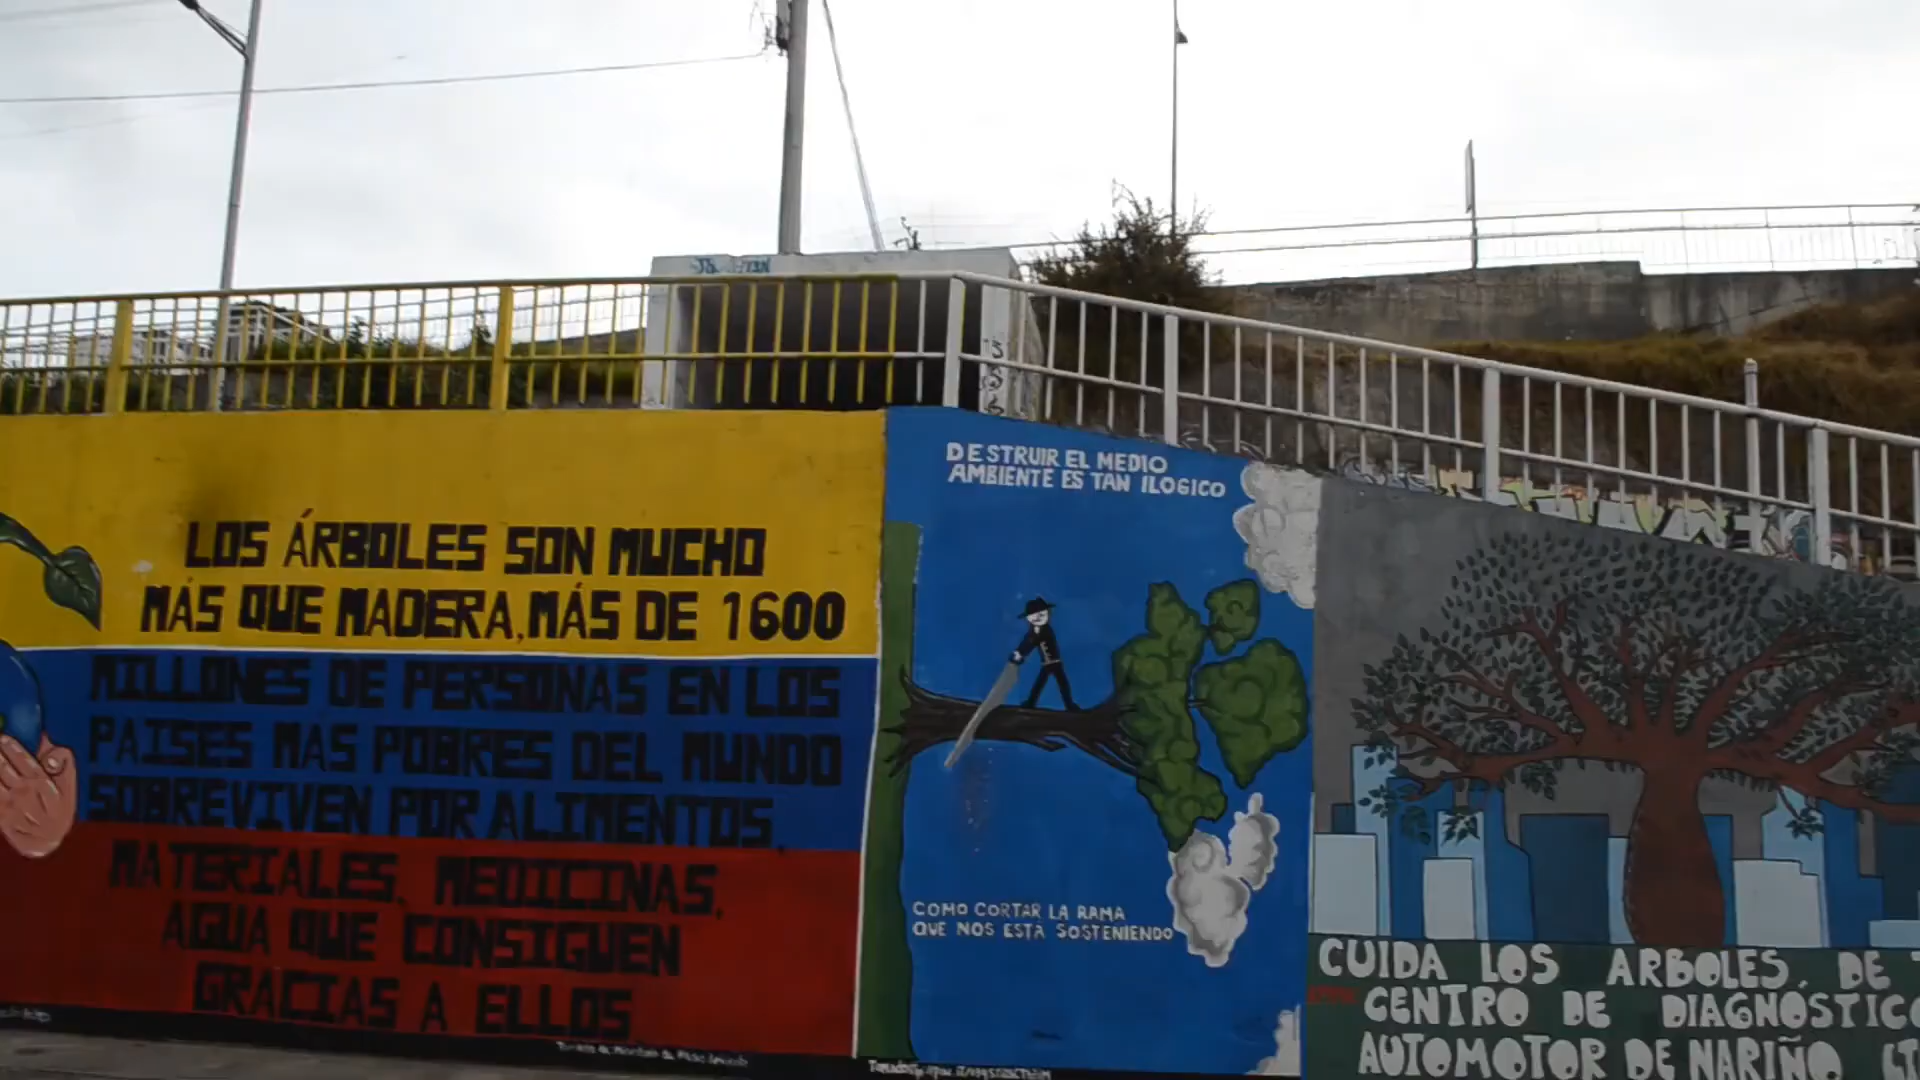 LOS ÁRBOLES SON MUCHO
MÁS QUE MADERA, MÁS DE 1600
MILLONES DE PERSONAS EN LOS
PAISES MAS POBRES DEL MUNDO
SOBREVIVEN POR ALIMENTOS,
MATERIALES, MEDICINAS,
AGUA QUE CONSIGUEN
GRACIAS A ELLOS
DESTRUIR EL MEDIO
AMBIENTE ES TAN ILOGICO
COMO CORTAR LA RAMA
QUE NOS ESTA SOSTENIENDO
CUIDA LOS ARBOLES, DE
CENTRO DE DIAGNOSTICO
AUTOMOTOR DE NARIÑO